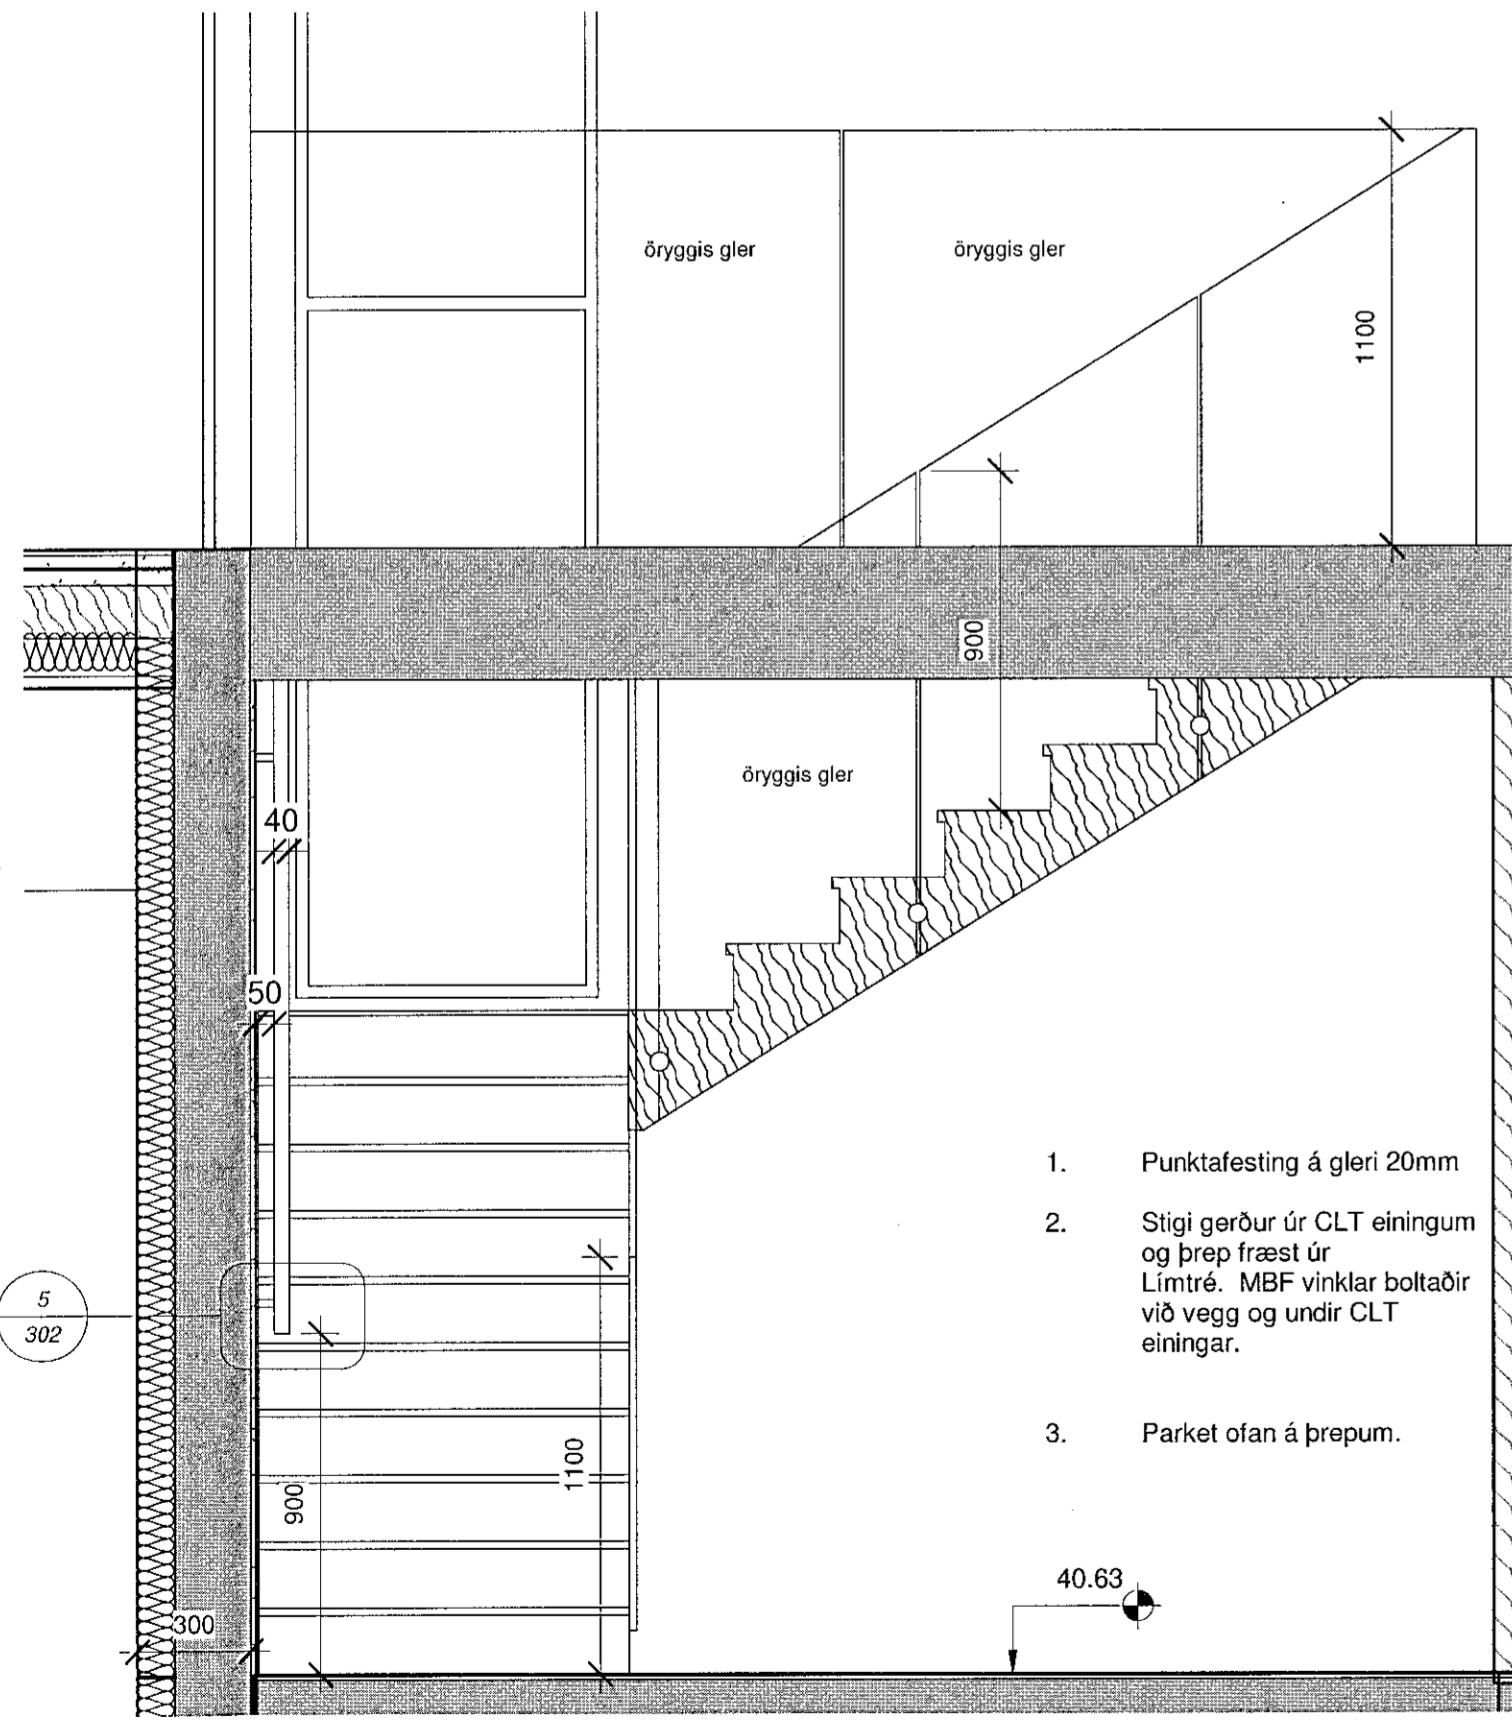 öryggis gler
öryggis gler
1100
900
öryggis gler
40
50
1. Punktafesting á gleri 20mm
2. Stigi gerður úr CLT einingum
og þrep fræst úr
Límtré. MBF vinklar boltaðir
við vegg og undir CLT
einingar.
5
302
3. Parket ofan á þrepum.
1100
900
40.63
300